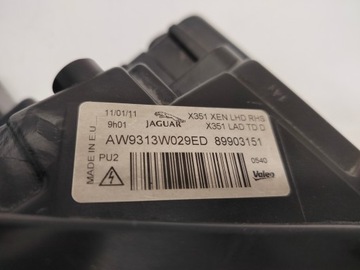 11/01/11
9h01
JAGUAR
X351 XEN LHD RHS
X351 LAD TD D
AW9313W029ED 89903151
MADE IN E.U
PU2
0540
Valeo